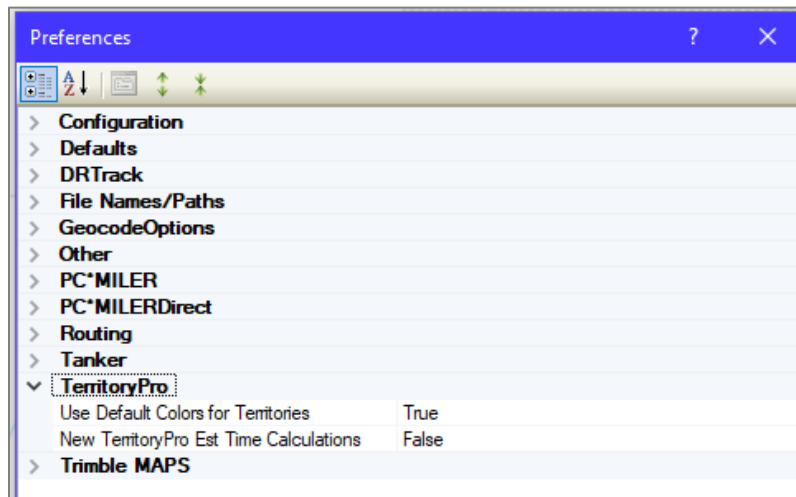 Preferences ? ×
A
Z
Configuration
Defaults
DRTrack
File Names/Paths
GeocodeOptions
Other
PC*MILER
PC*MILERDirect
Routing
Tanker
TerritoryPro
Use Default Colors for Territories True
New TerritoryPro Est Time Calculations False
Trimble MAPS